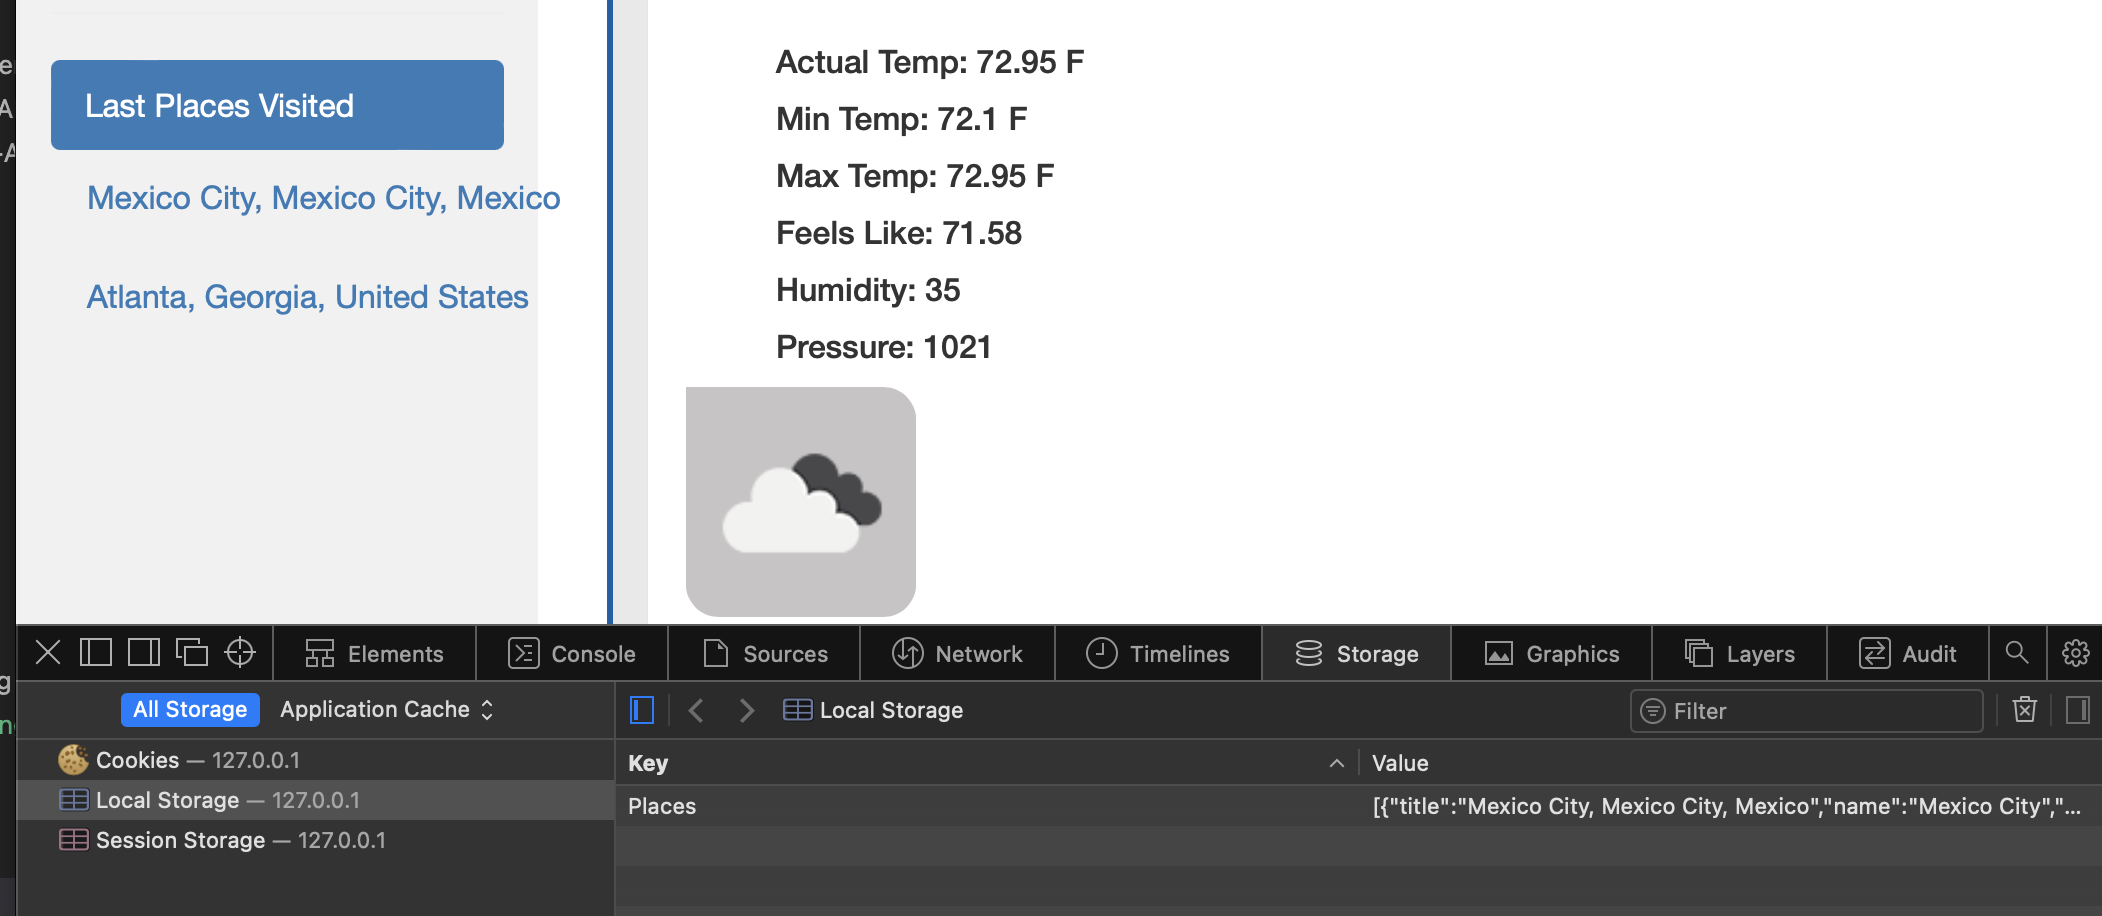 Last Places Visited
Mexico City, Mexico City, Mexico
Atlanta, Georgia, United States
Actual Temp: 72.95 F
Min Temp: 72.1 F
Max Temp: 72.95 F
Feels Like: 71.58
Humidity: 35
Pressure: 1021
Elements Console Sources Network Timelines Storage Graphics Layers Audit
All Storage Application Cache Local Storage Filter
Cookies — 127.0.0.1
Local Storage — 127.0.0.1
Session Storage — 127.0.0.1
Key Value
Places [{"title":"Mexico City, Mexico City, Mexico","name":"Mexico City","...